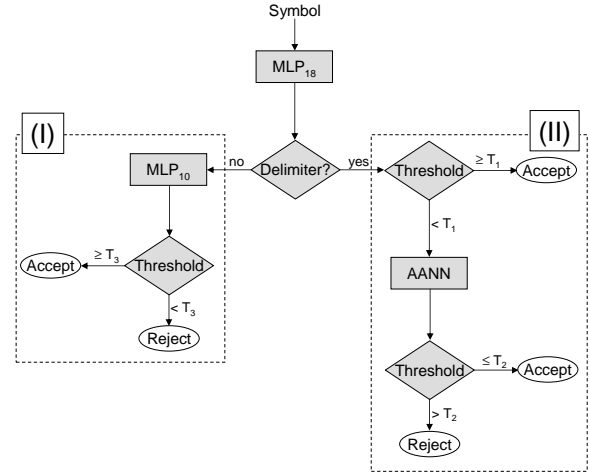 Symbol
MLP18
(I)
(II)
MLP10
no
Delimiter?
yes
Threshold
≥ T1
Accept
< T1
Accept
≥ T3
Threshold
AANN
< T3
Reject
Threshold
≤ T2
Accept
> T2
Reject